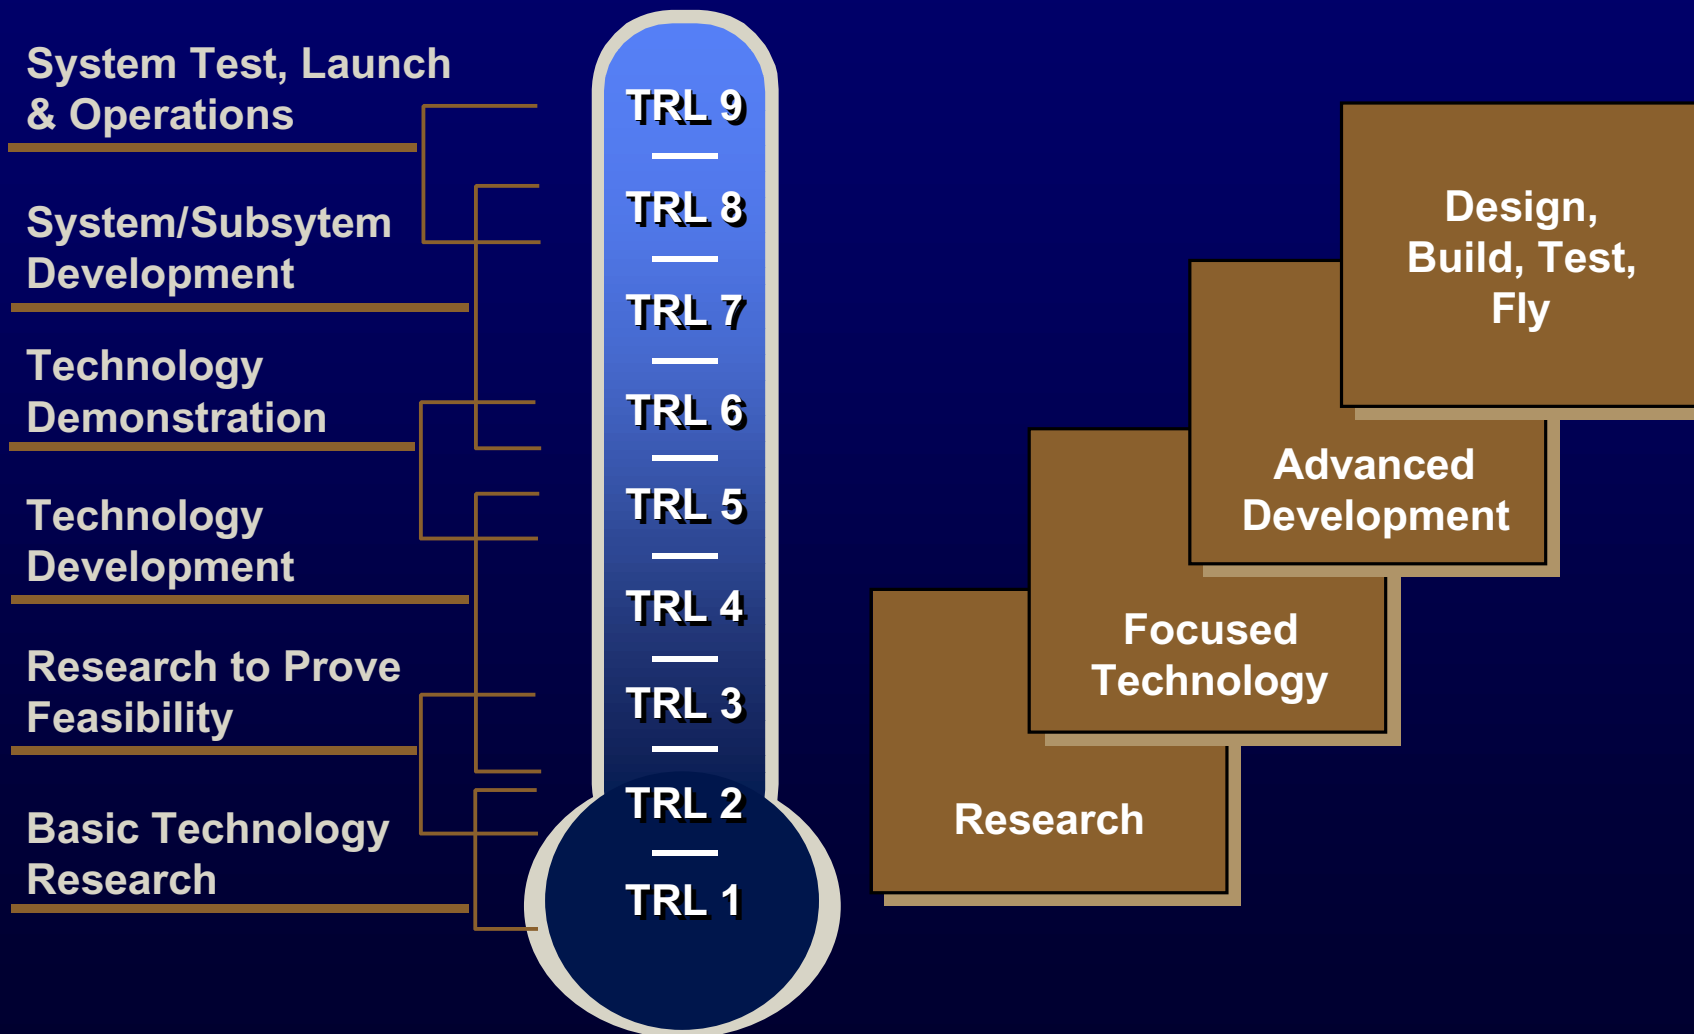 System Test, Launch
& Operations
System/Subsytem
Development
Technology
Demonstration
Technology
Development
Research to Prove
Feasibility
Basic Technology
Research
TRL 9
TRL 8
TRL 7
TRL 6
TRL 5
TRL 4
TRL 3
TRL 2
TRL 1
Design,
Build, Test,
Fly
Advanced
Development
Focused
Technology
Research